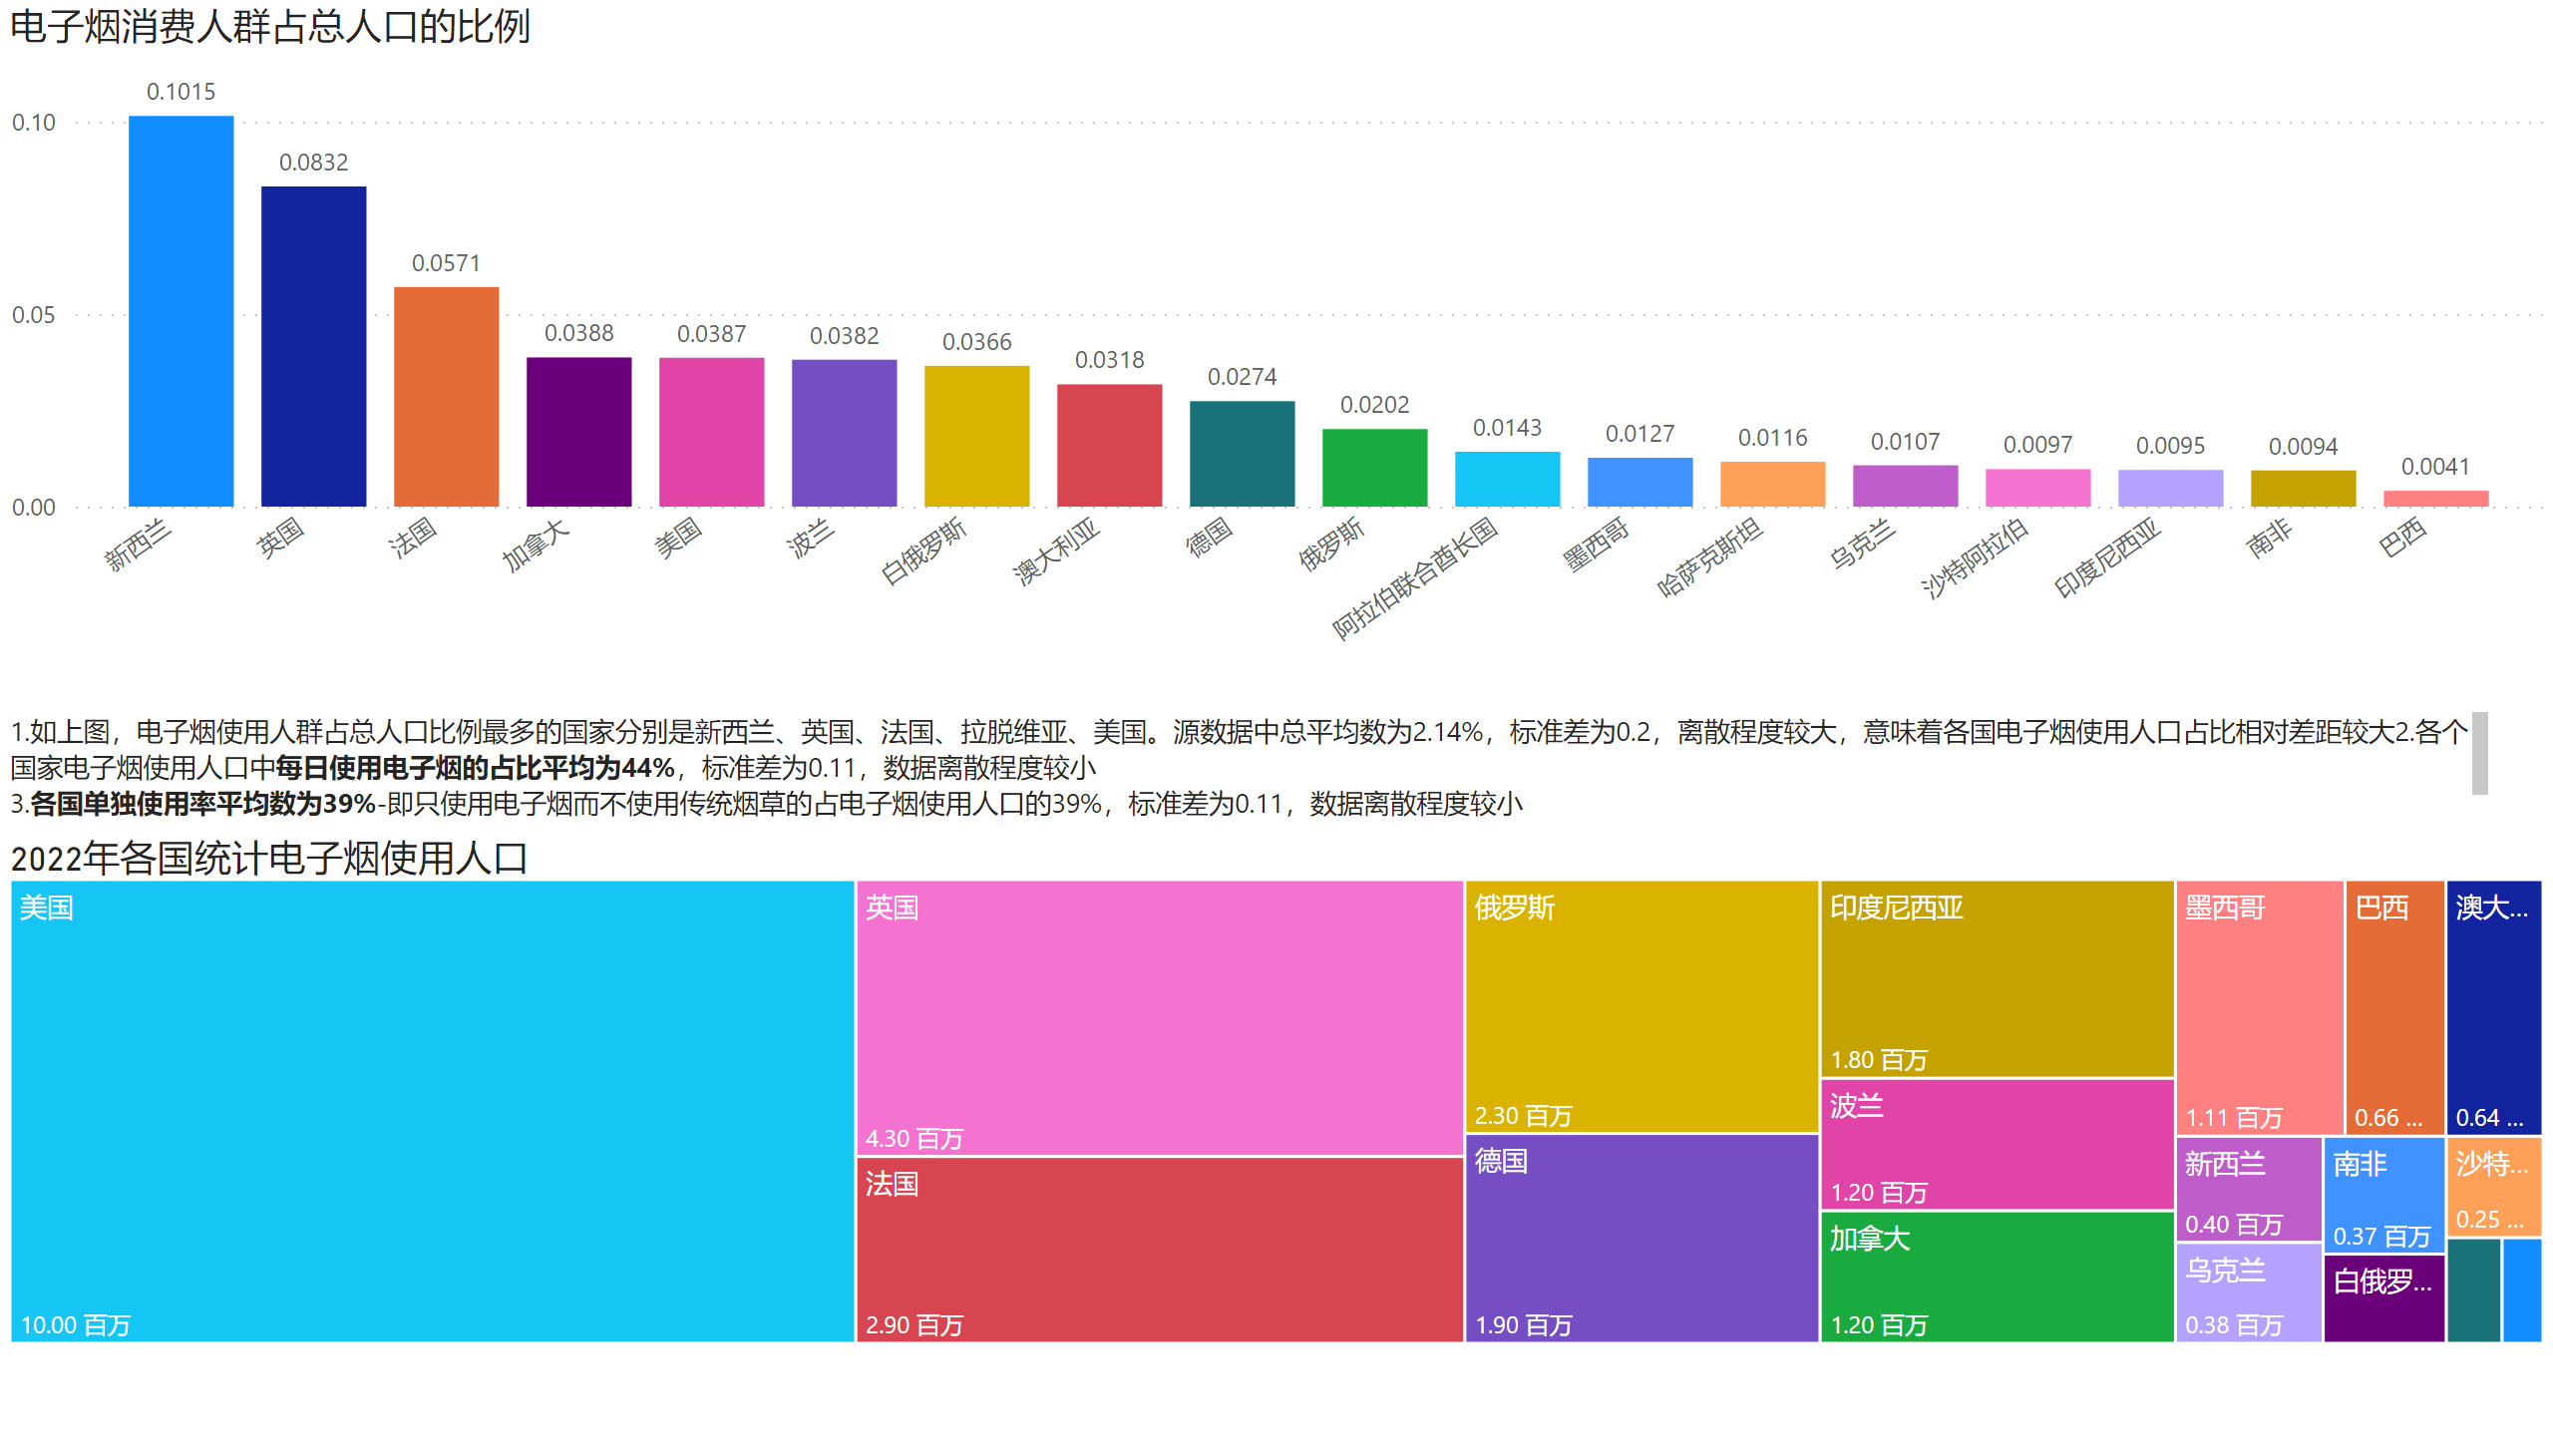 电子烟消费人群占总人口的比例
0.10
0.05
0.00
0.1015
0.0832
0.0571
0.0388
0.0387
0.0382
0.0366
0.0318
0.0274
0.0202
0.0143
0.0127
0.0116
0.0107
0.0097
0.0095
0.0094
0.0041
新西兰
英国
法国
加拿大
美国
波兰
白俄罗斯
澳大利亚
德国
俄罗斯
阿拉伯联合酋长国
墨西哥
哈萨克斯坦
乌克兰
沙特阿拉伯
印度尼西亚
南非
巴西
1.如上图，电子烟使用人群占总人口比例最多的国家分别是新西兰、英国、法国、拉脱维亚、美国。源数据中总平均数为2.14%，标准差为0.2，离散程度较大，意味着各国电子烟使用人口占比相对差距较大2.各个
国家电子烟使用人口中每日使用电子烟的占比平均为44%，标准差为0.11，数据离散程度较小
3.各国单独使用率平均数为39%-即只使用电子烟而不使用传统烟草的占电子烟使用人口的39%，标准差为0.11，数据离散程度较小
2022年各国统计电子烟使用人口
美国
10.00 百万
英国
4.30 百万
法国
2.90 百万
俄罗斯
2.30 百万
德国
1.90 百万
印度尼西亚
1.80 百万
波兰
1.20 百万
加拿大
1.20 百万
墨西哥
1.11 百万
巴西
0.66 ...
澳大...
0.64 ...
新西兰
0.40 百万
乌克兰
0.38 百万
南非
0.37 百万
白俄罗...
沙特...
0.25 ...